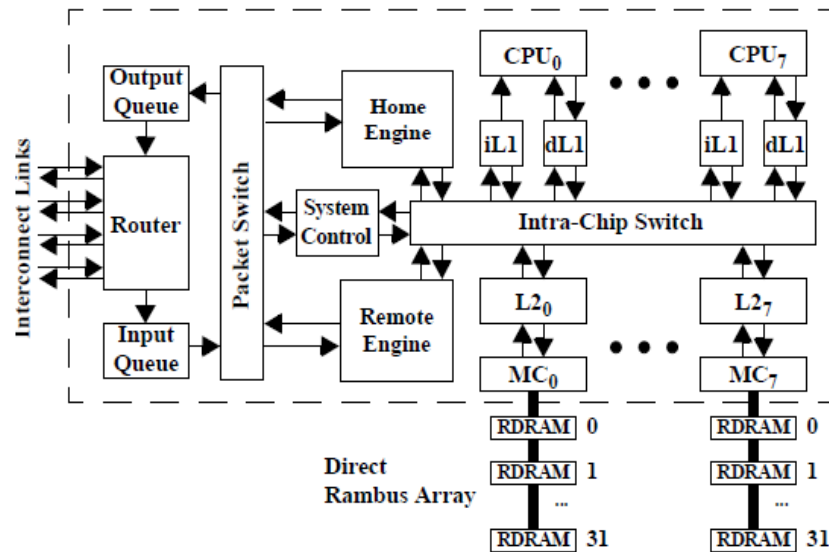 Output
Queue
Interconnect Links
Router
Input
Queue
Packet Switch
Home
Engine
System
Control
Remote
Engine
CPU0
CPU7
iL1
dL1
iL1
dL1
Intra-Chip Switch
L20
L27
MC0
MC7
RDRAM 0
RDRAM 0
Direct
Rambus Array
RDRAM 1
RDRAM 1
...
...
RDRAM 31
RDRAM 31